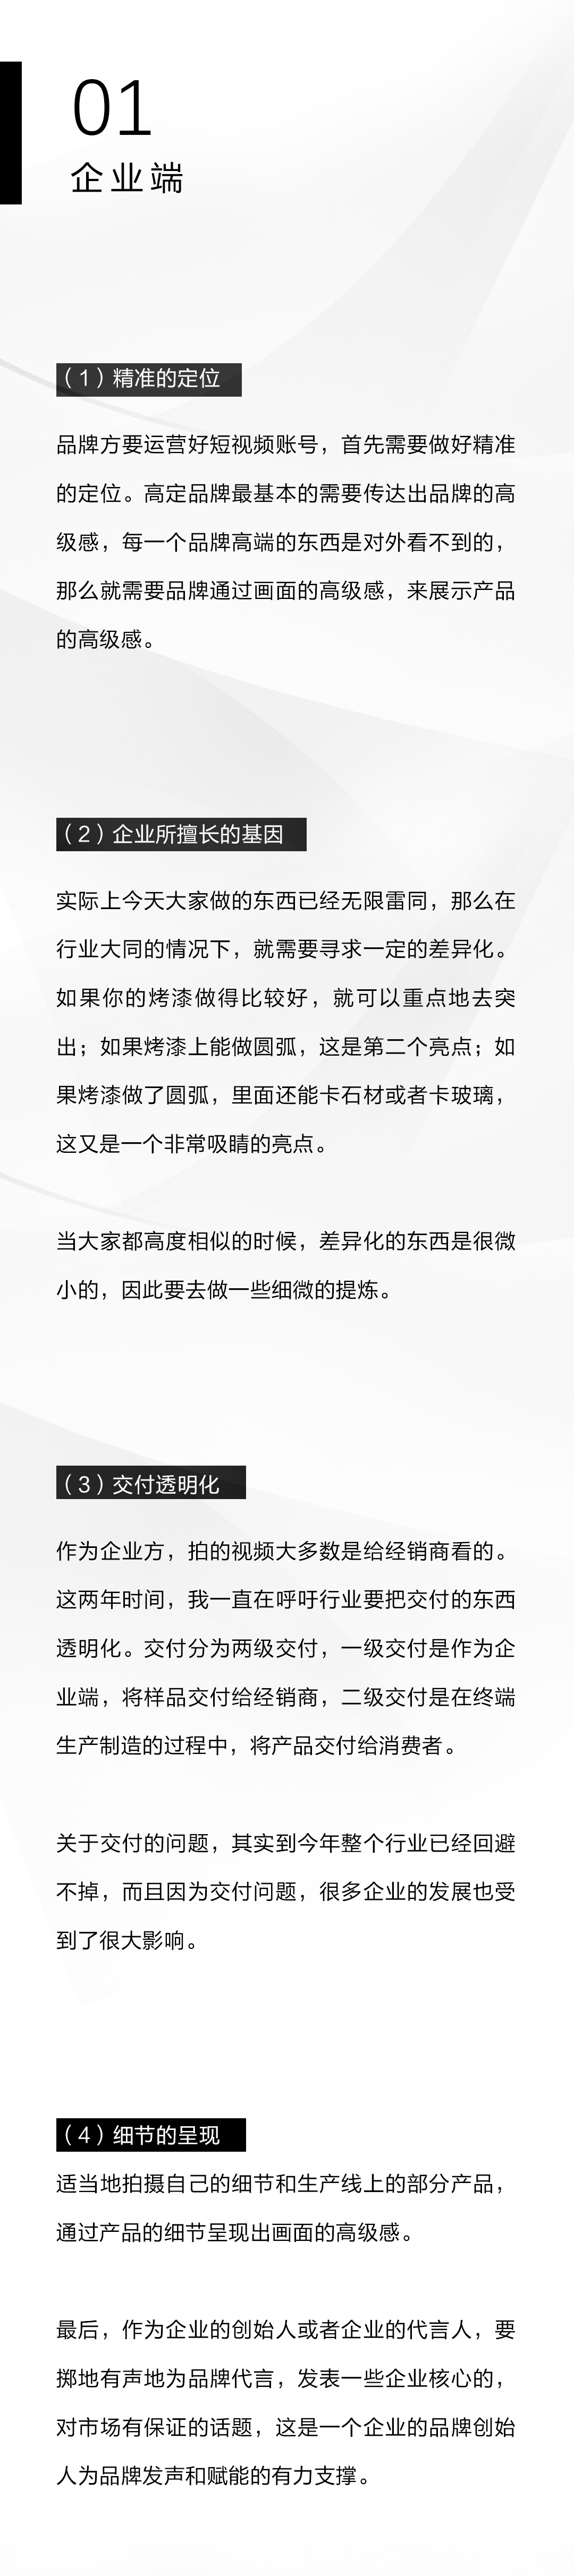 01
企业端
（1）精准的定位
品牌方要运营好短视频账号，首先需要做好精准
的定位。高定品牌最基本的需要传达出品牌的高
级感，每一个品牌高端的东西是对外看不到的，
那么就需要品牌通过画面的高级感，来展示产品
的高级感。
（2）企业所擅长的基因
实际上今天大家做的东西已经无限雷同，那么在
行业大同的情况下，就需要寻求一定的差异化。
如果你的烤漆做得比较好，就可以重点地去突
出；如果烤漆上能做圆弧，这是第二个亮点；如
果烤漆做了圆弧，里面还能卡石材或者卡玻璃，
这又是一个非常吸睛的亮点。
当大家都高度相似的时候，差异化的东西是很微
小的，因此要去做一些细微的提炼。
（3）交付透明化
作为企业方，拍的视频大多数是给经销商看的。
这两年时间，我一直在呼吁行业要把交付的东西
透明化。交付分为两级交付，一级交付是作为企
业端，将样品交付给经销商，二级交付是在终端
生产制造的过程中，将产品交付给消费者。
关于交付的问题，其实到今年整个行业已经回避
不掉，而且因为交付问题，很多企业的发展也受
到了很大影响。
（4）细节的呈现
适当地拍摄自己的细节和生产线上的部分产品，
通过产品的细节呈现出画面的高级感。
最后，作为企业的创始人或者企业的代言人，要
掷地有声地为品牌代言，发表一些企业核心的，
对市场有保证的话题，这是一个企业的品牌创始
人为品牌发声和赋能的有力支撑。